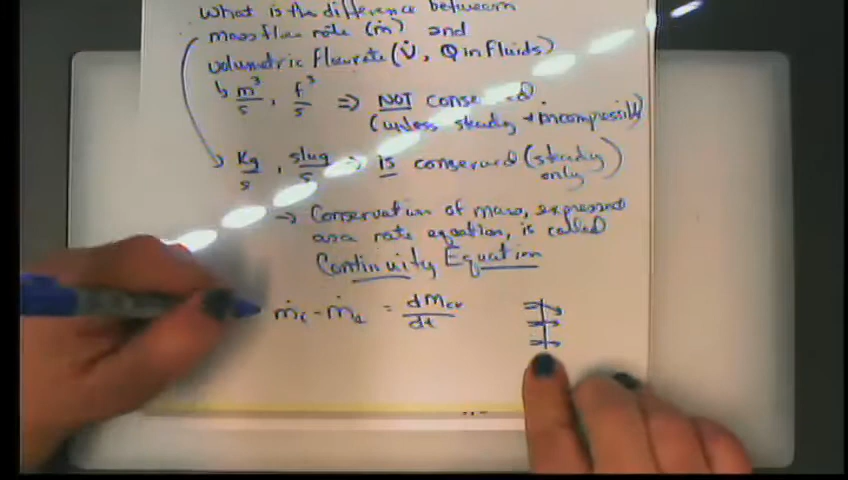 What is the difference between
mass flow rate (ṁ) and
volumetric flowrate (V̇, Q in fluids)
↳ m³/s, f³/s ⇒ NOT conse d
(unless steady + incompressibl)
Kg/s, slug/s → is conserved (steady only)
→ Conservation of mass, expressed
as a rate equation, is called
Continuity Equation
ṁi - ṁe = dMcv/dt